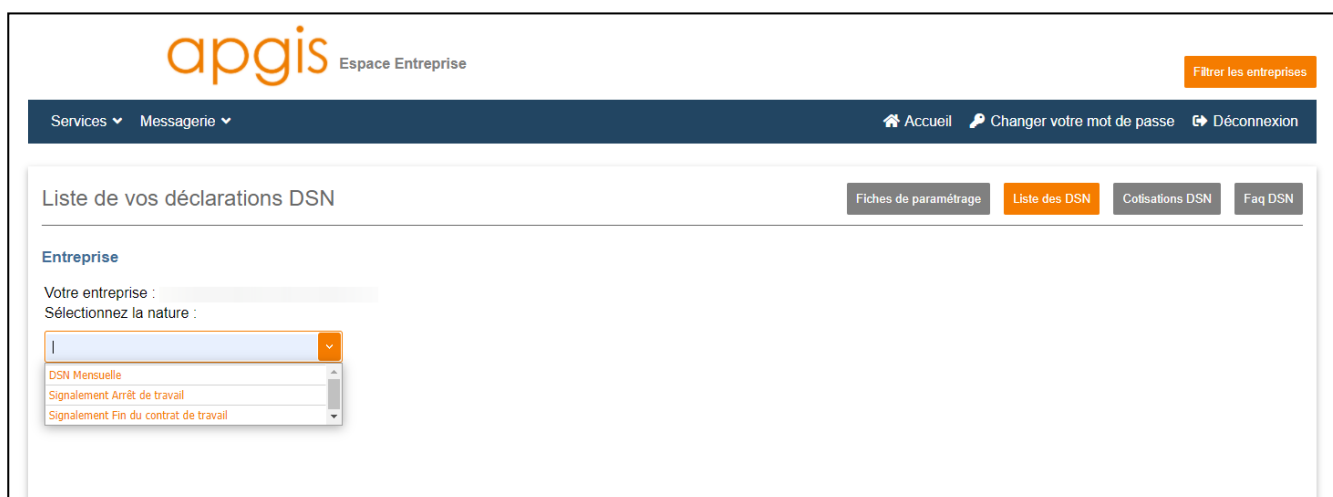 apgis Espace Entreprise
Filtrer les entreprises
Services Messagerie Accueil Changer votre mot de passe Déconnexion
Liste de vos déclarations DSN
Fiches de paramétrage Liste des DSN Cotisations DSN Faq DSN
Entreprise
Votre entreprise :
Sélectionnez la nature :
DSN Mensuelle
Signalement Arrêt de travail
Signalement Fin du contrat de travail